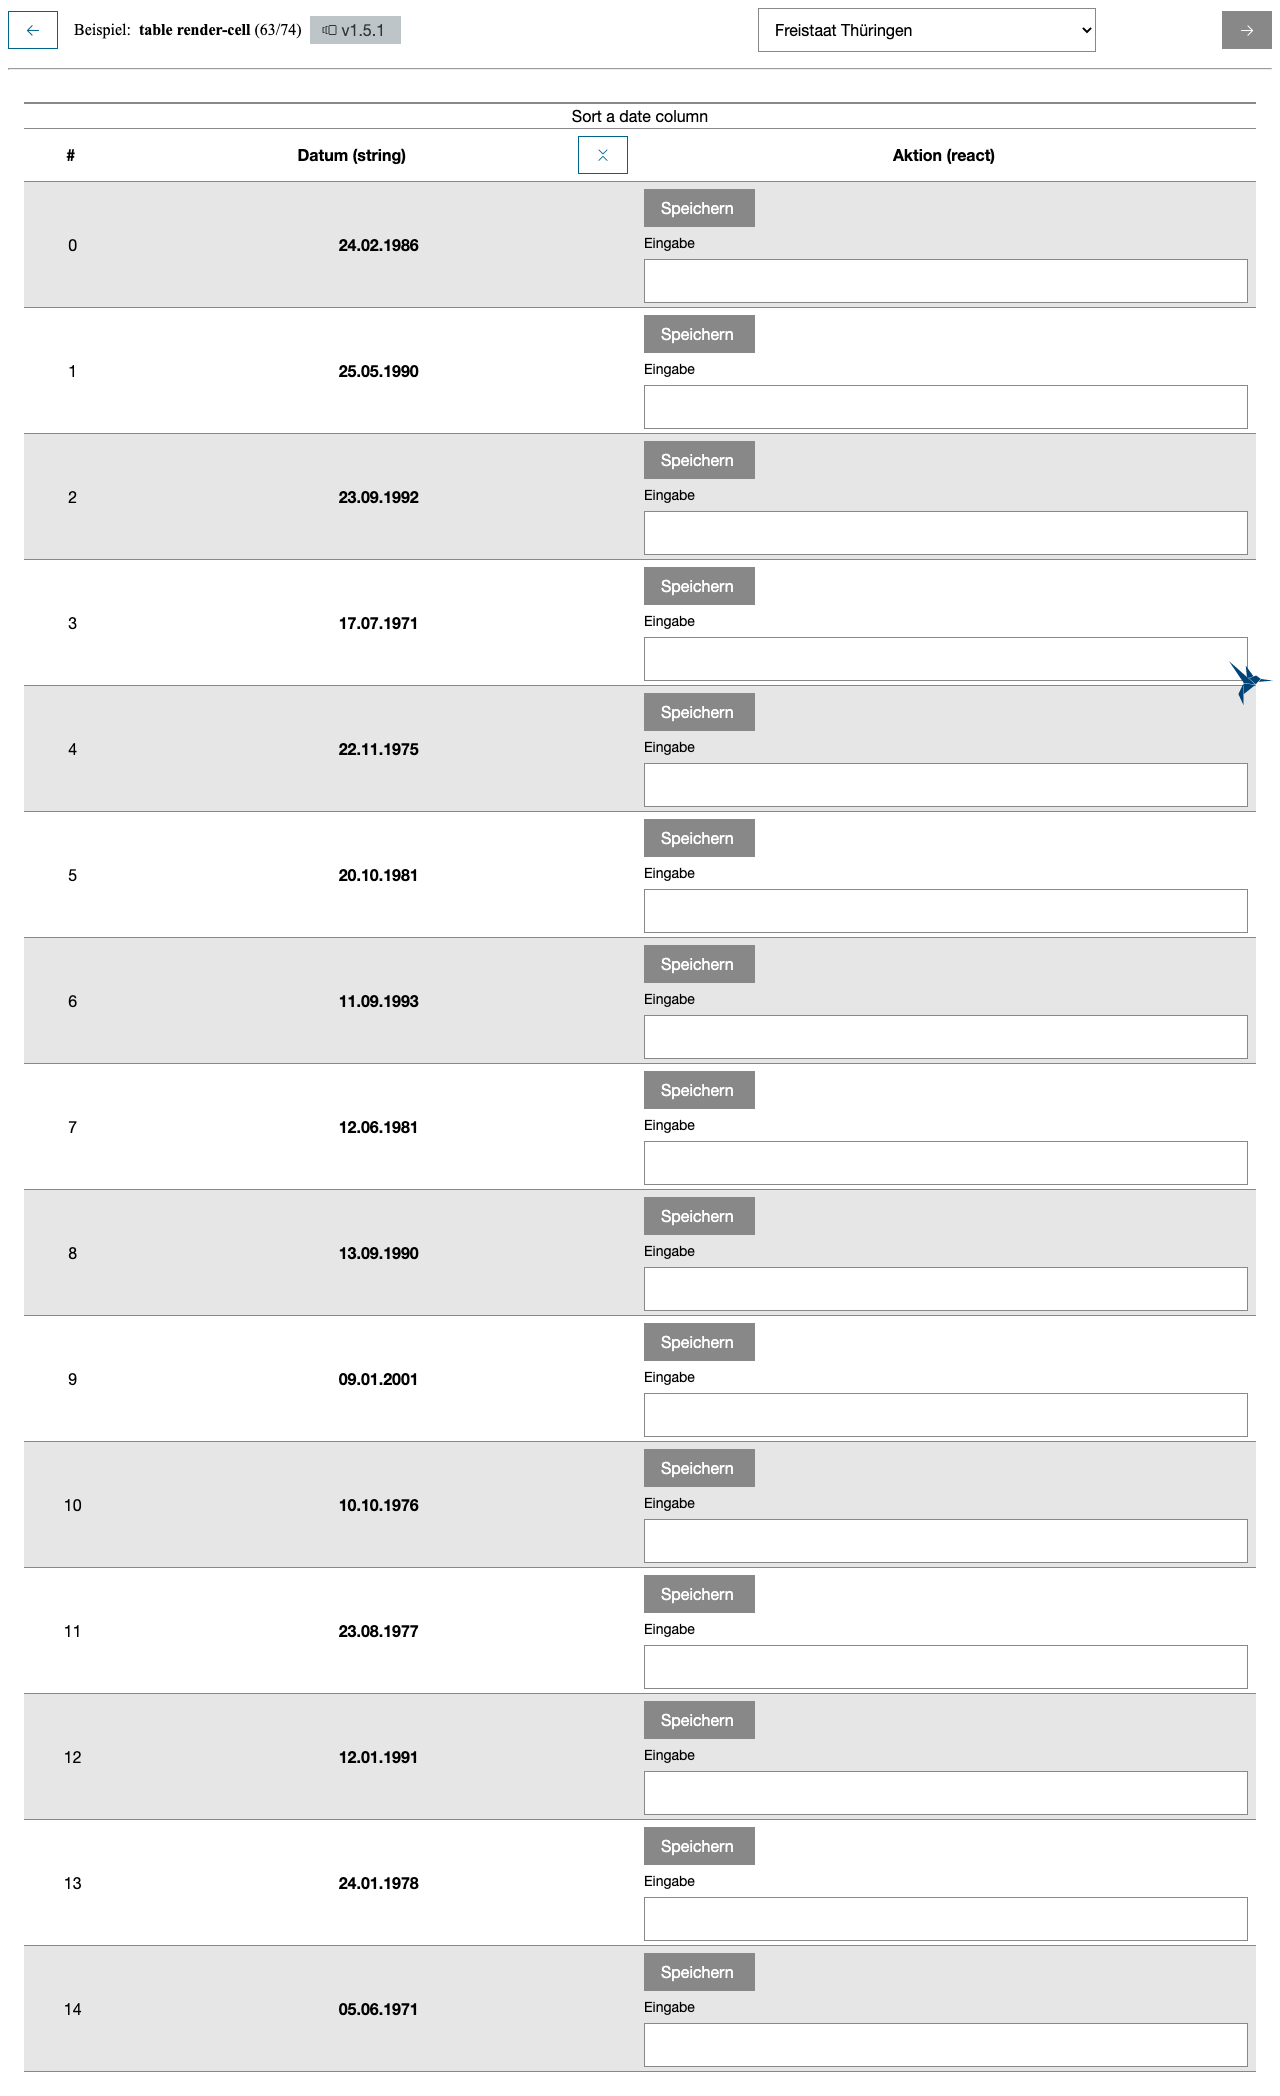 Beispiel: table render-cell (63/74) v1.5.1 Freistaat Thüringen
Sort a date column
# Datum (string) Aktion (react)
Speichern
0 24.02.1986 Eingabe
Speichern
1 25.05.1990 Eingabe
Speichern
2 23.09.1992 Eingabe
Speichern
3 17.07.1971 Eingabe
Speichern
4 22.11.1975 Eingabe
Speichern
5 20.10.1981 Eingabe
Speichern
6 11.09.1993 Eingabe
Speichern
7 12.06.1981 Eingabe
Speichern
8 13.09.1990 Eingabe
Speichern
9 09.01.2001 Eingabe
Speichern
10 10.10.1976 Eingabe
Speichern
11 23.08.1977 Eingabe
Speichern
12 12.01.1991 Eingabe
Speichern
13 24.01.1978 Eingabe
Speichern
14 05.06.1971 Eingabe